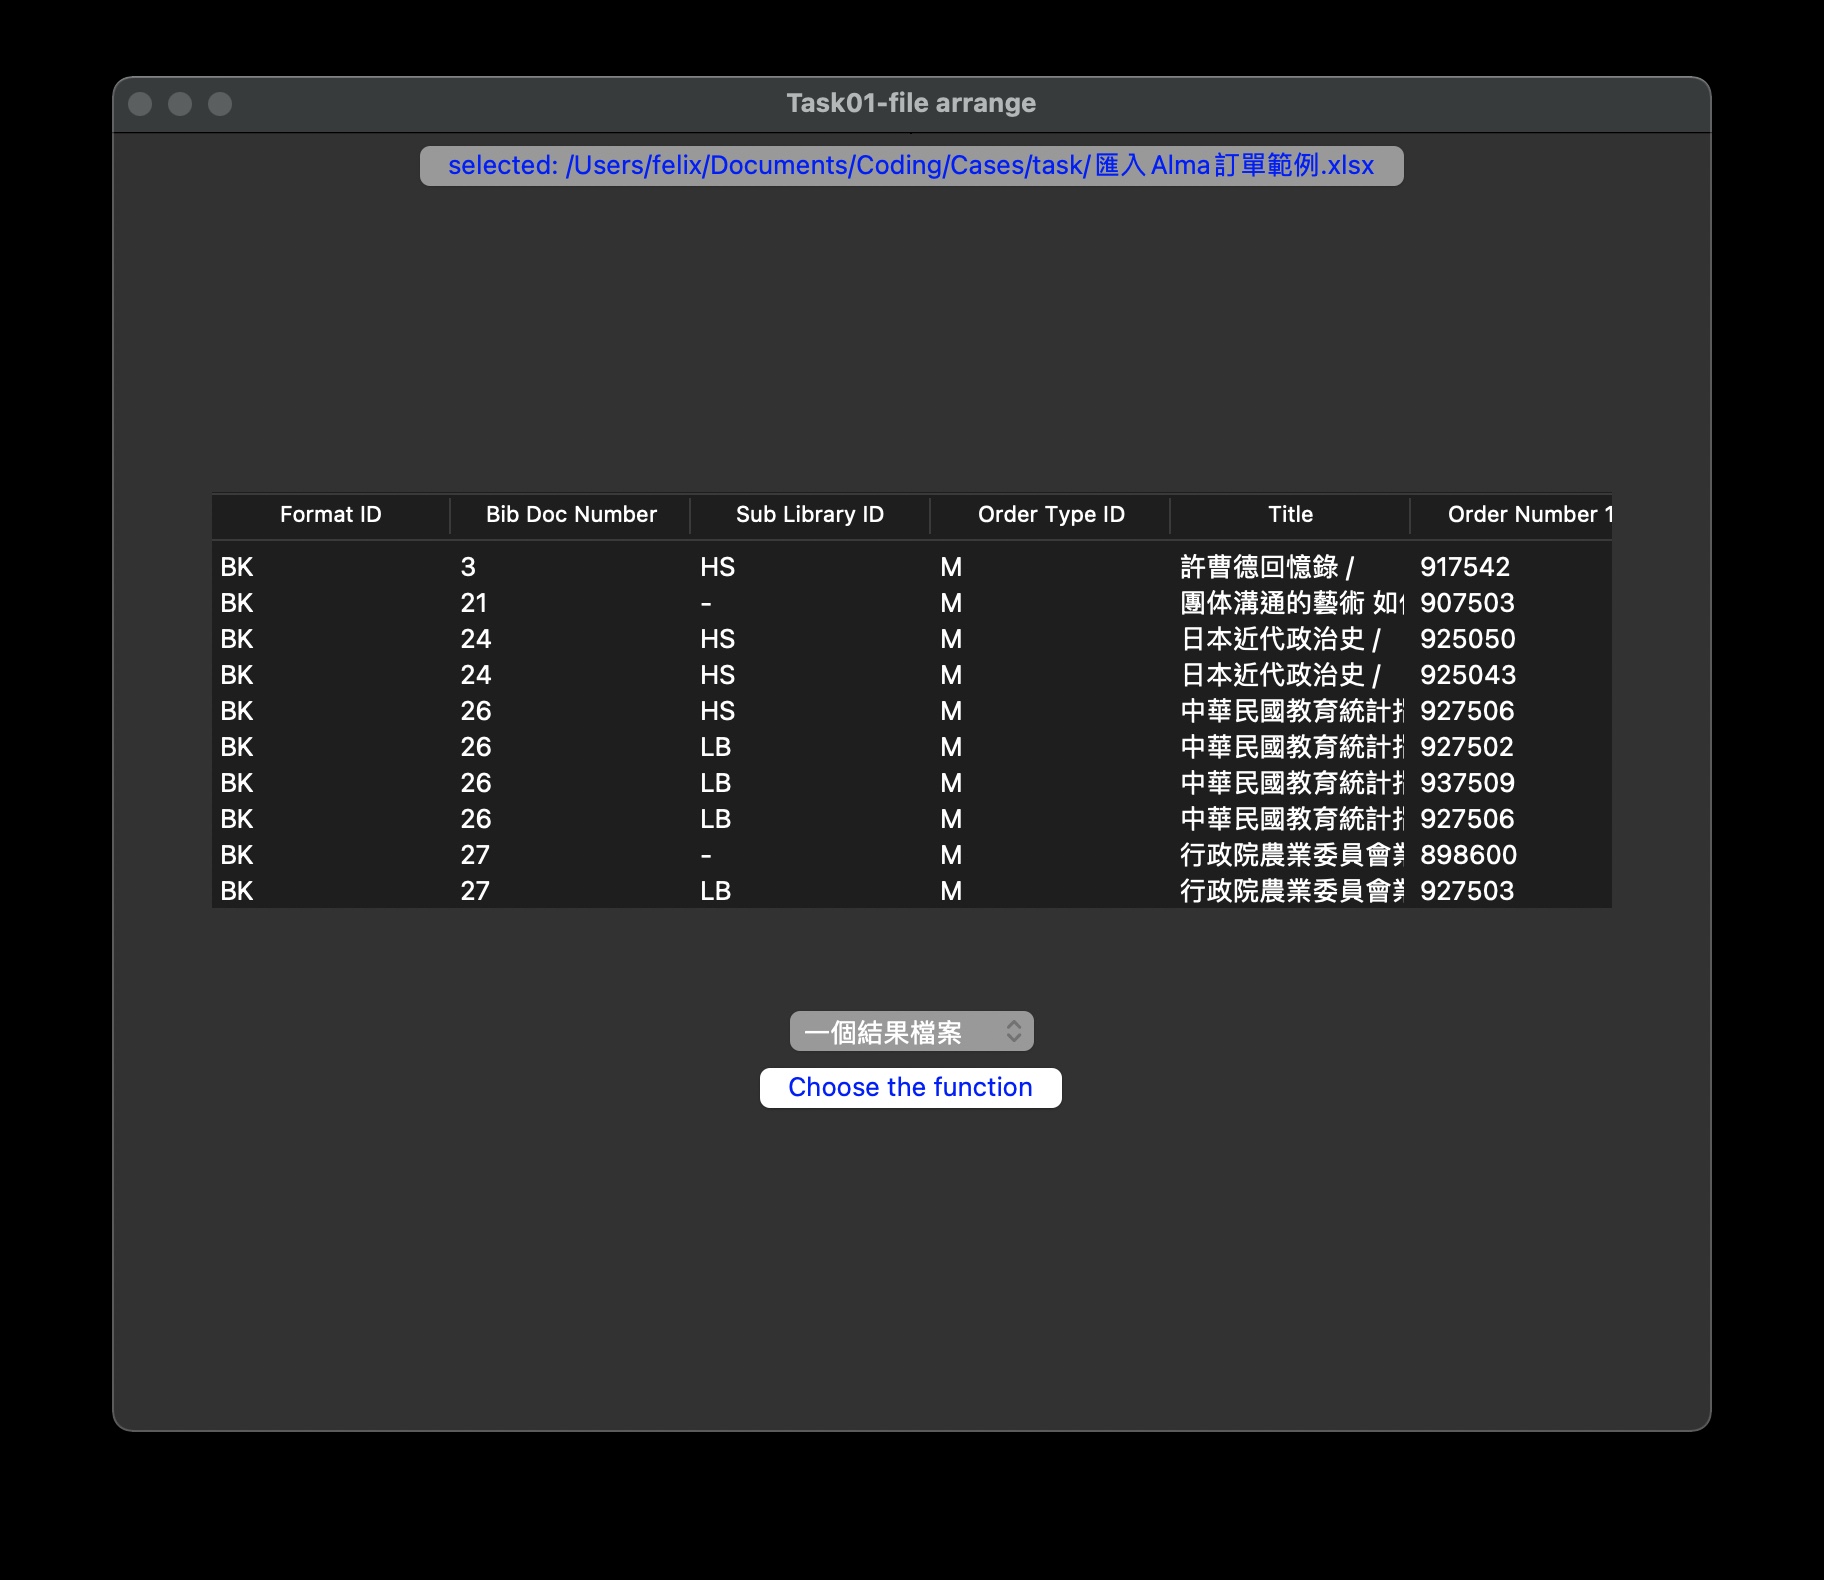 Task01-file arrange
selected: /Users/felix/Documents/Coding/Cases/task/匯入Alma訂單範例.xlsx
Format ID Bib Doc Number Sub Library ID Order Type ID Title Order Number 1
BK 3 HS M 許曹德回憶錄 / 917542
BK 21 - M 團体溝通的藝術 如 907503
BK 24 HS M 日本近代政治史 / 925050
BK 24 HS M 日本近代政治史 / 925043
BK 26 HS M 中華民國教育統計 927506
BK 26 LB M 中華民國教育統計 927502
BK 26 LB M 中華民國教育統計 937509
BK 26 LB M 中華民國教育統計 927506
BK 27 - M 行政院農業委員會 898600
BK 27 LB M 行政院農業委員會 927503
一個結果檔案
Choose the function